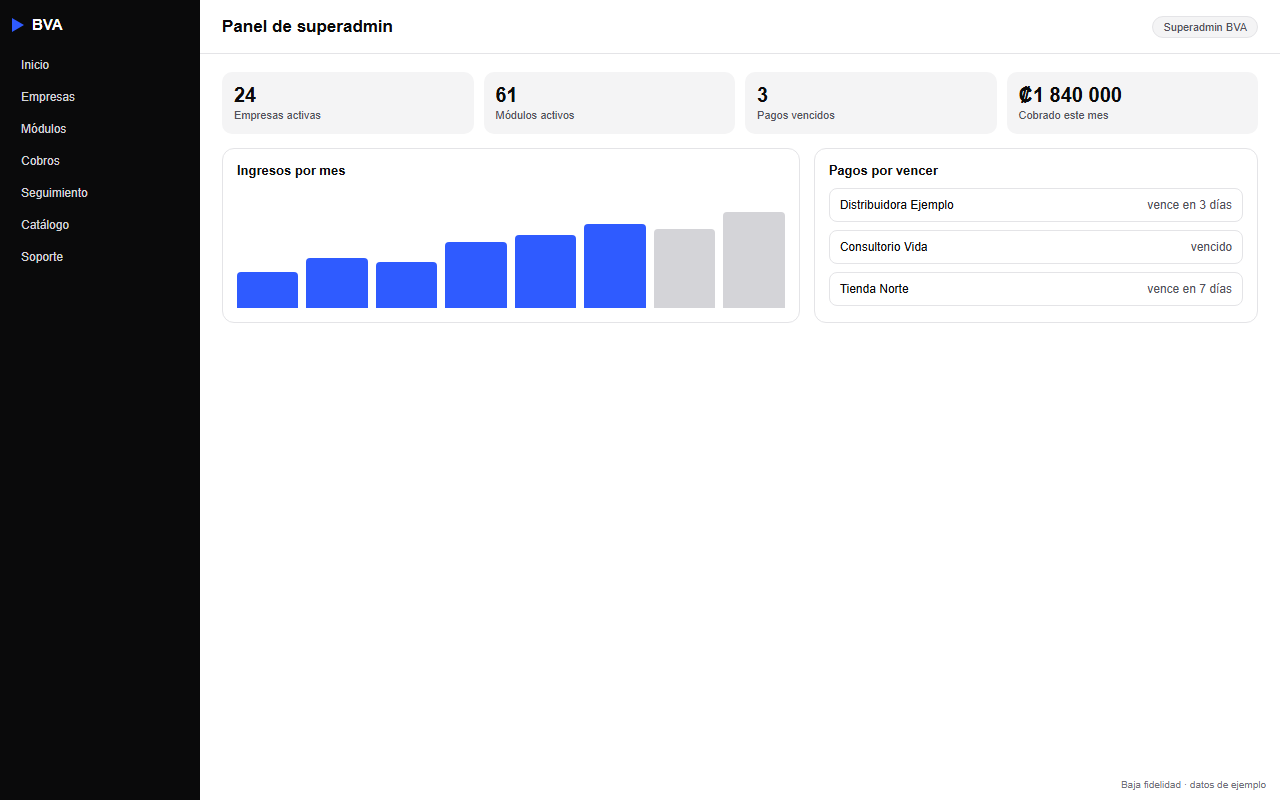 BVA
Inicio
Empresas
Módulos
Cobros
Seguimiento
Catálogo
Soporte
Panel de superadmin
Superadmin BVA
24
Empresas activas
61
Módulos activos
3
Pagos vencidos
₡1 840 000
Cobrado este mes
Ingresos por mes
Pagos por vencer
Distribuidora Ejemplo vence en 3 días
Consultorio Vida vencido
Tienda Norte vence en 7 días
Baja fidelidad · datos de ejemplo